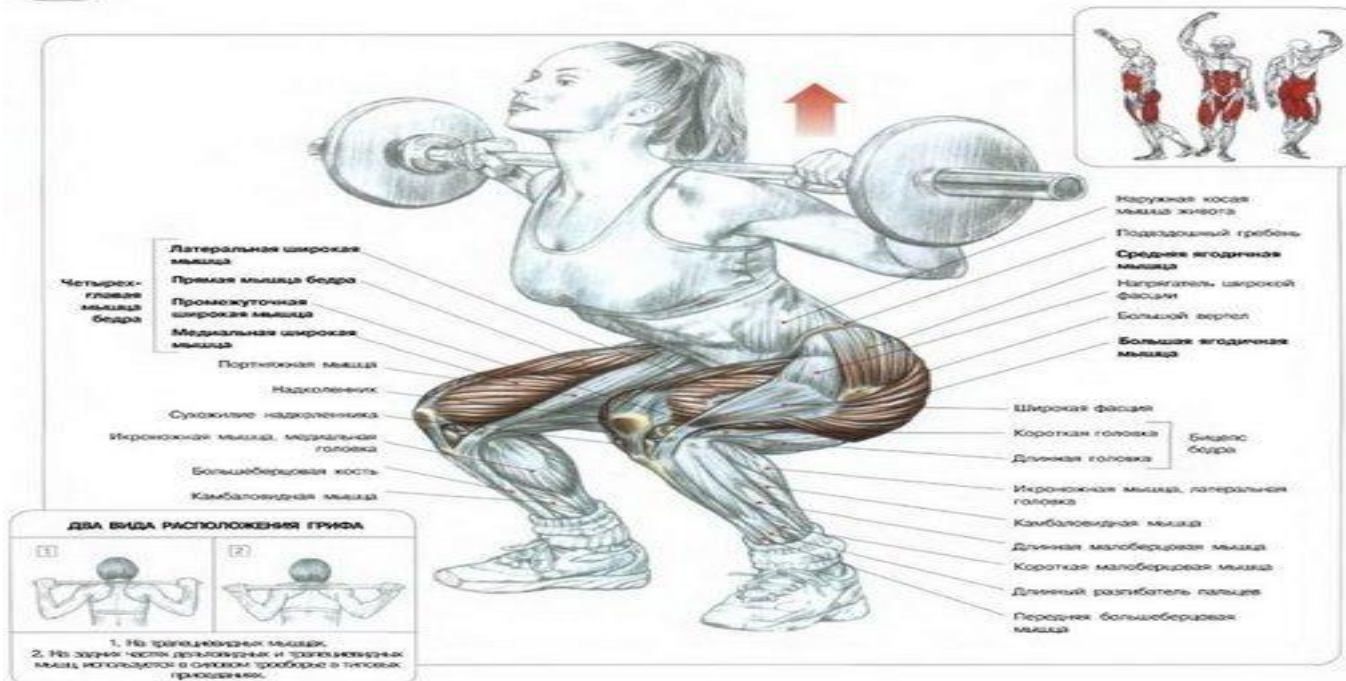 Латеральная широкая
мышца
Прямая мышца бедра
Промежуточная
широкая мышца
Медиальная широкая
мышца
Четырех-
главая
мышца
бедра
Портняжная мышца
Надколенник
Сухожилие надколенника
Икроножная мышца, медиальная
головка
Большеберцовая кость
Камбаловидная мышца
Наружная косая
мышца живота
Подвздошный гребень
Средняя ягодичная
мышца
Напрягатель широкой
фасции
Большой вертел
Большая ягодичная
мышца
Широкая фасция
Короткая головка
Длинная головка
Бицепс
бедра
Икроножная мышца, латеральная
головка
Камбаловидная мышца
Длинная малоберцовая мышца
Короткая малоберцовая мышца
Длинный разгибатель пальцев
Передняя большеберцовая
мышца
ДВА ВИДА РАСПОЛОЖЕНИЯ ГРИФА
1
2
1. На трапециевидных мышцах.
2. На задних частях дельтовидных и трапециевидных
мышц, используется в силовом троеборье в типовых
приседаниях.